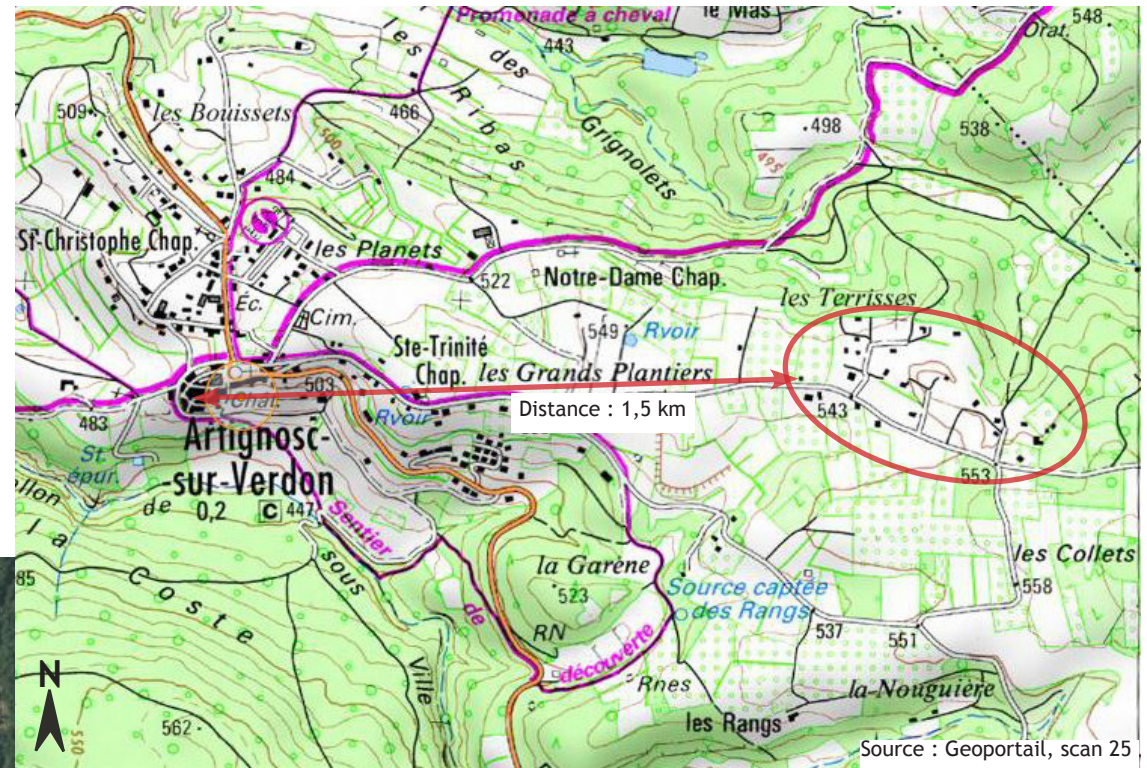 Promenade à cheval
le Mas
548
Orat.
443
les
des
Ribas
Grignolets
509
les Bouissets
466
500
498
495
538
484
St-Christophe Chap.
les Planets
522
Notre-Dame Chap.
les Terrisses
Éc.
Cim.
549
Rvoir
Ste-Trinité
Chap.
les Grands Plantiers
503
Chât.
Distance : 1,5 km
543
483
Rvoir
Artignosc-
-sur-Verdon
St.
épur.
553
0,2
C
447
Sentier
de
découverte
la Garène
523
les Collets
Source captée
des Rangs
558
85
de
la
Coste
sous
Ville
RN
537
551
Rnes
la Nouguière
les Rangs
N
562
550
Source : Geoportail, scan 25